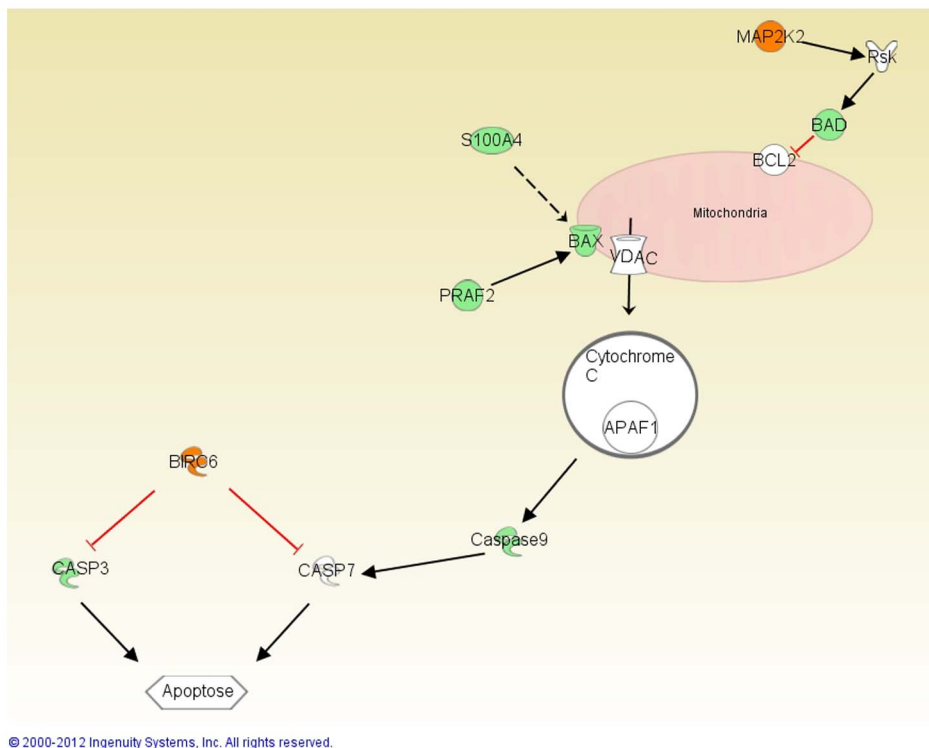 MAP2K2
Rsk
BAD
S100A4
BCL2
Mitochondria
BAX
VDAC
PRAF2
Cytochrome
C
APAF1
BIRC6
Caspase9
CASP3
CASP7
Apoptose
© 2000-2012 Ingenuity Systems, Inc. All rights reserved.